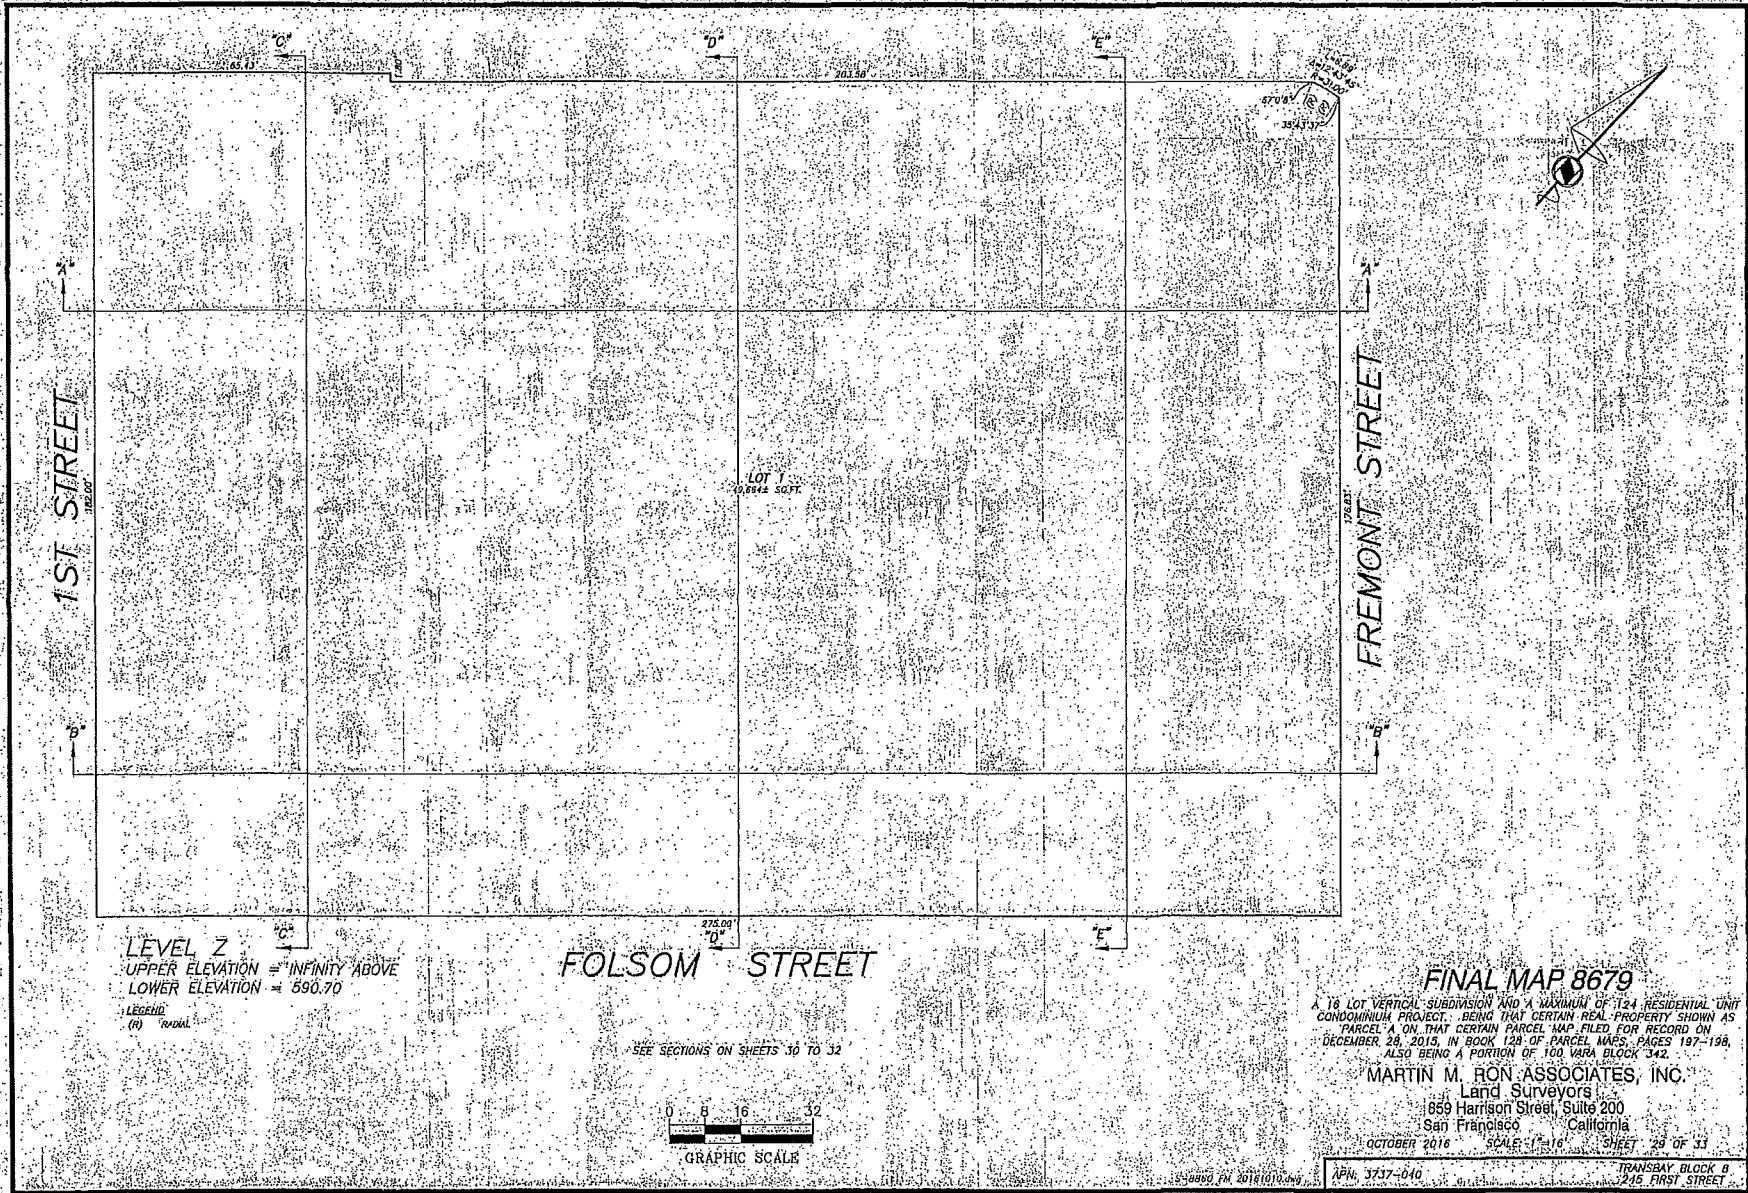 "C"
"D"
"E"
65.43'
203.58'
R=31.00'
"A"
"A"
1ST STREET
182.00'
LOT 1
SQ.FT.
FREMONT STREET
176.83'
"B"
"B"
"C"
275.00'
"D"
"E"
LEVEL Z
UPPER ELEVATION = INFINITY ABOVE
LOWER ELEVATION = 590.70
LEGEND
(R) RADIAL
FOLSOM STREET
SEE SECTIONS ON SHEETS 30 TO 32
0 8 16 32
GRAPHIC SCALE
FINAL MAP 8679
A 16 LOT VERTICAL SUBDIVISION AND A MAXIMUM OF 124 RESIDENTIAL UNIT
CONDOMINIUM PROJECT, BEING THAT CERTAIN REAL PROPERTY SHOWN AS
PARCEL A ON THAT CERTAIN PARCEL MAP FILED FOR RECORD ON
DECEMBER 28, 2015, IN BOOK 128 OF PARCEL MAPS, PAGES 197-198,
ALSO BEING A PORTION OF 100 VARA BLOCK 342.
MARTIN M. RON ASSOCIATES, INC.
Land Surveyors
859 Harrison Street, Suite 200
San Francisco California
OCTOBER 2016 SCALE: 1"=16' SHEET 29 OF 33
APN: 3737-040
TRANSBAY BLOCK 8
245 FIRST STREET